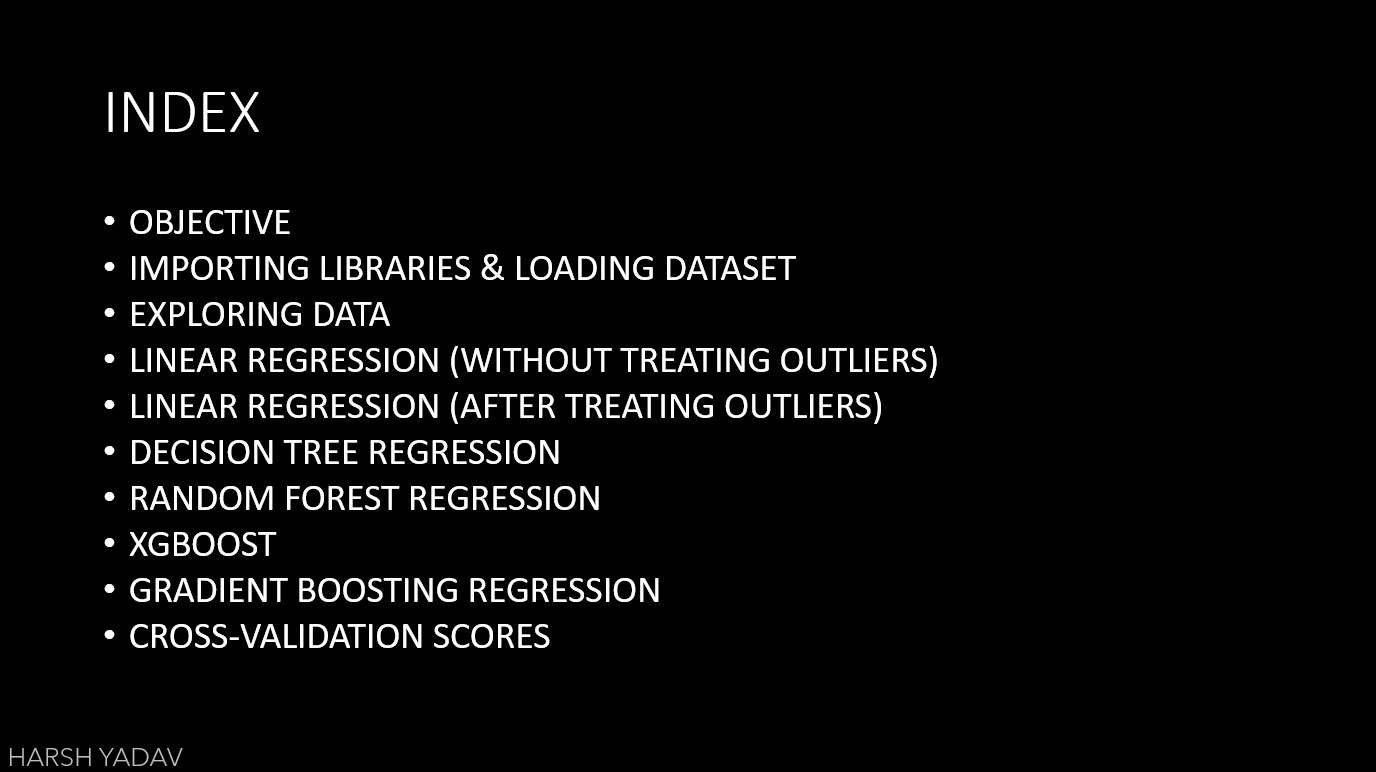 INDEX
• OBJECTIVE
• IMPORTING LIBRARIES & LOADING DATASET
• EXPLORING DATA
• LINEAR REGRESSION (WITHOUT TREATING OUTLIERS)
• LINEAR REGRESSION (AFTER TREATING OUTLIERS)
• DECISION TREE REGRESSION
• RANDOM FOREST REGRESSION
• XGBOOST
• GRADIENT BOOSTING REGRESSION
• CROSS-VALIDATION SCORES
HARSH YADAV